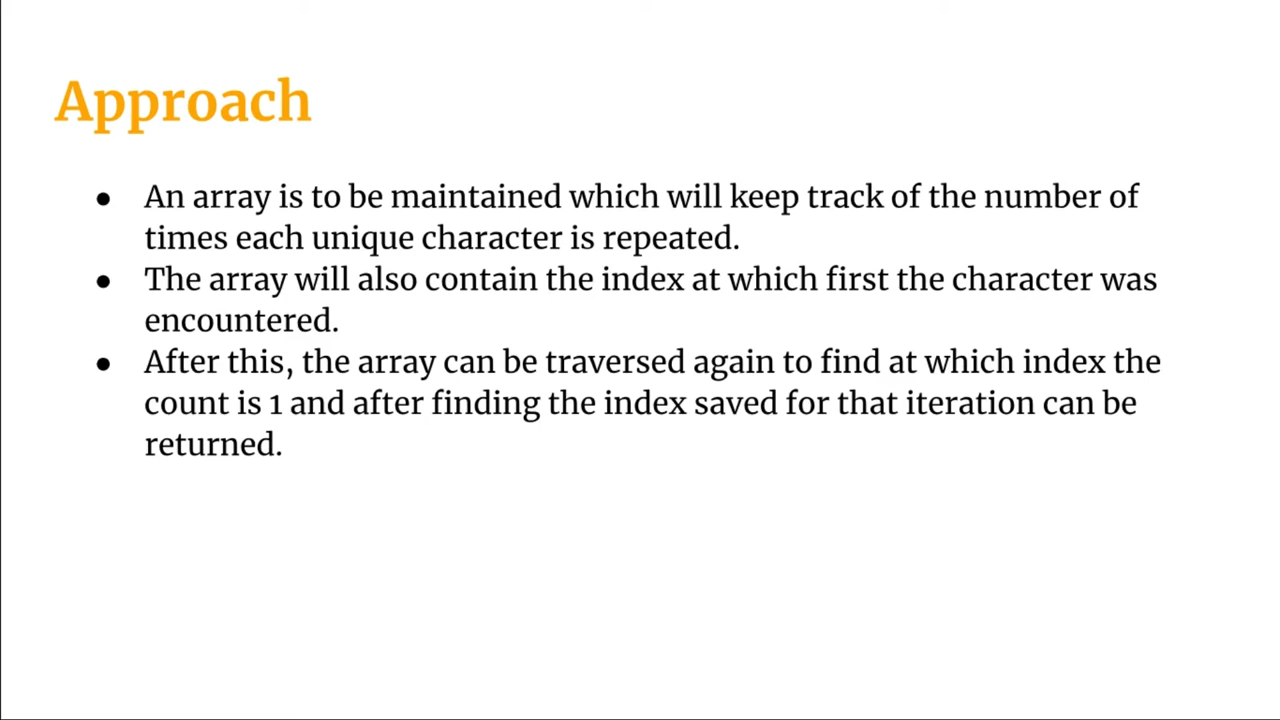 Approach
● An array is to be maintained which will keep track of the number of
times each unique character is repeated.
● The array will also contain the index at which first the character was
encountered.
● After this, the array can be traversed again to find at which index the
count is 1 and after finding the index saved for that iteration can be
returned.